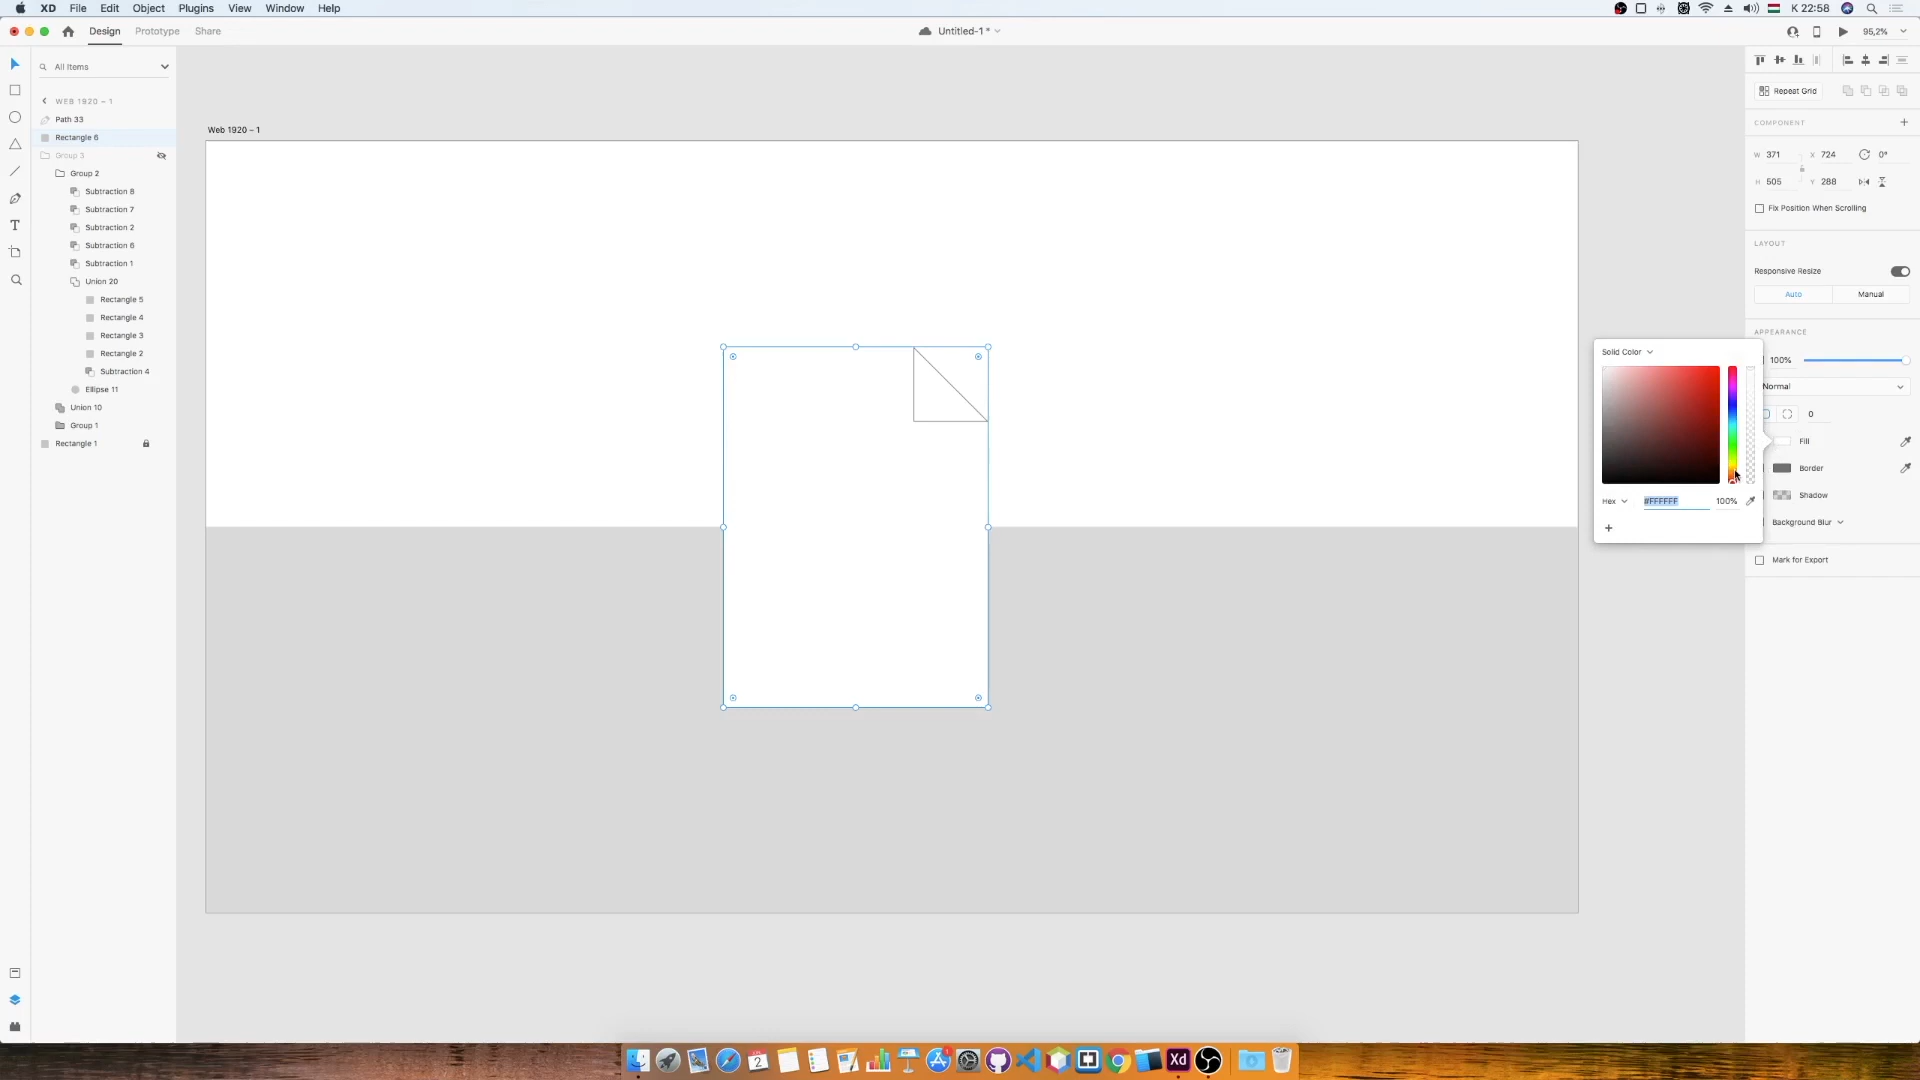 XD File Edit Object Plugins View Window Help
K 22:58
Design Prototype Share
Untitled-1 *
95,2%
All Items
WEB 1920 – 1
Path 33
Rectangle 6
Group 3
Group 2
Subtraction 8
Subtraction 7
Subtraction 2
Subtraction 6
Subtraction 1
Union 20
Rectangle 5
Rectangle 4
Rectangle 3
Rectangle 2
Subtraction 4
Ellipse 11
Union 10
Group 1
Rectangle 1
Web 1920 – 1
Repeat Grid
COMPONENT
W 371 X 724 0°
H 505 Y 288
Fix Position When Scrolling
LAYOUT
Responsive Resize
Auto Manual
APPEARANCE
100%
Normal
0
Fill
Border
Shadow
Background Blur
Mark for Export
Solid Color
Hex #FFFFFF 100%
2
Xd